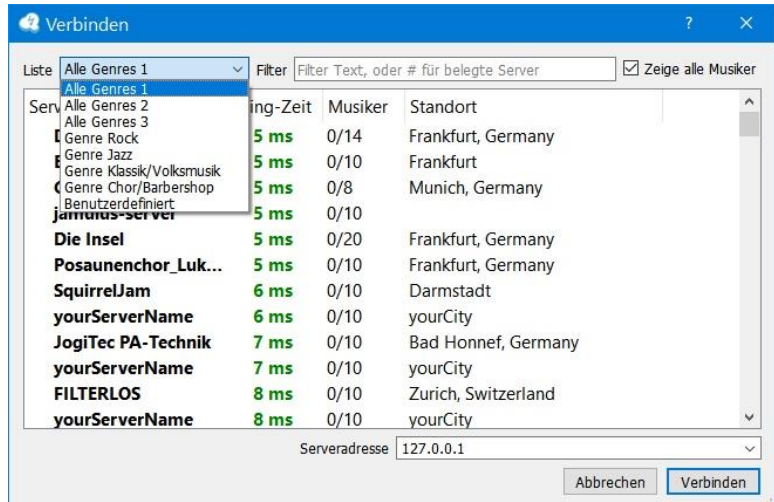 Verbinden ? ×
Liste Alle Genres 1 Filter Filter Text, oder # für belegte Server Zeige alle Musiker
Alle Genres 1
Alle Genres 2
Alle Genres 3
Genre Rock
Genre Jazz
Genre Klassik/Volksmusik
Genre Chor/Barbershop
Benutzerdefiniert
Musiker Standort
5 ms 0/14 Frankfurt, Germany
5 ms 0/10 Frankfurt
5 ms 0/8 Munich, Germany
jamulus-server 5 ms 0/10
Die Insel 5 ms 0/20 Frankfurt, Germany
Posaunenchor_Luk... 5 ms 0/10 Frankfurt, Germany
SquirrelJam 6 ms 0/10 Darmstadt
yourServerName 6 ms 0/10 yourCity
JogiTec PA-Technik 7 ms 0/10 Bad Honnef, Germany
yourServerName 7 ms 0/10 yourCity
FILTERLOS 8 ms 0/10 Zurich, Switzerland
yourServerName 8 ms 0/10 yourCity
Serveradresse 127.0.0.1
Abbrechen Verbinden